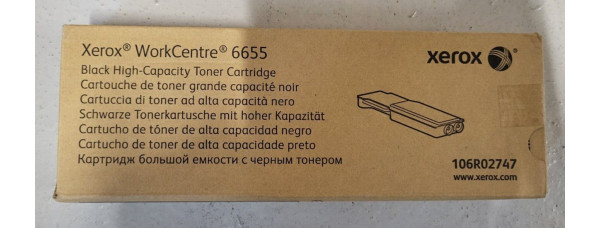 Xerox® WorkCentre® 6655
xerox
Black High-Capacity Toner Cartridge
Cartouche de toner grande capacité noir
Cartuccia di toner ad alta capacità nero
Schwarze Tonerkartusche mit hoher Kapazität
Cartucho de tóner de alta capacidad negro
Cartucho de toner de alta capacidade preto
Картридж большой емкости с черным тонером
106R02747
www.xerox.com